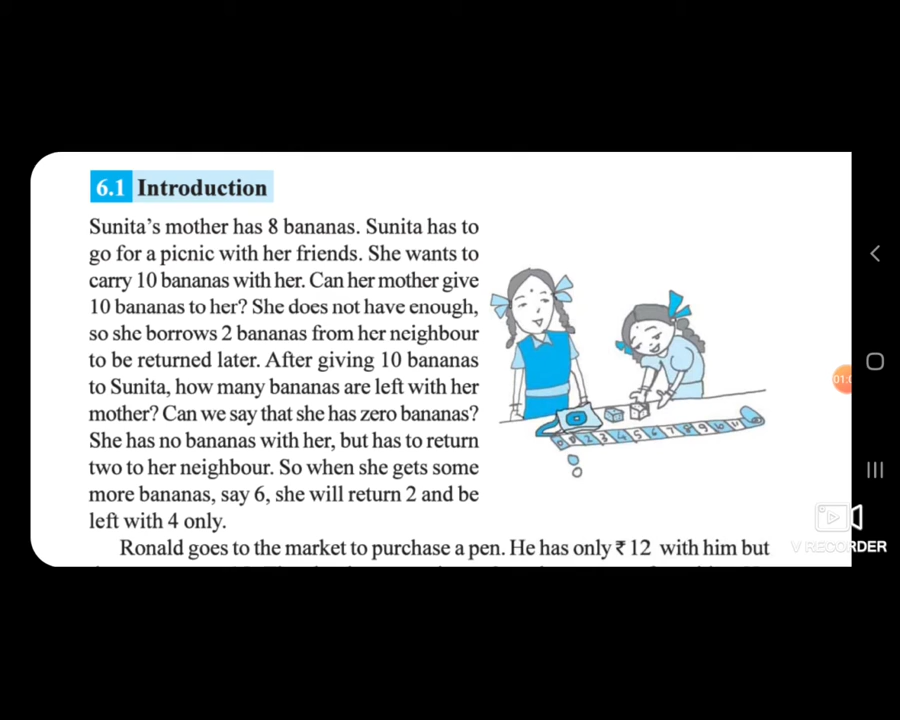 6.1 Introduction
Sunita's mother has 8 bananas. Sunita has to
go for a picnic with her friends. She wants to
carry 10 bananas with her. Can her mother give
10 bananas to her? She does not have enough,
so she borrows 2 bananas from her neighbour
to be returned later. After giving 10 bananas
to Sunita, how many bananas are left with her
mother? Can we say that she has zero bananas?
She has no bananas with her, but has to return
two to her neighbour. So when she gets some
more bananas, say 6, she will return 2 and be
left with 4 only.
Ronald goes to the market to purchase a pen. He has only ₹ 12 with him but
V RECORDER